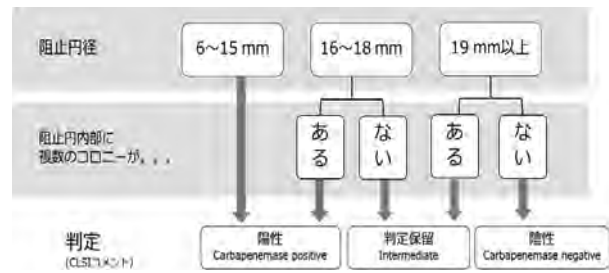 阻止円径
6～15 mm
16～18 mm
19 mm以上
阻止円内部に
複数のコロニーが．．．
ある
ない
ある
ない
判定
(CLSIコメント)
陽性
Carbapenemase positive
判定保留
Intermediate
陰性
Carbapenemase negative